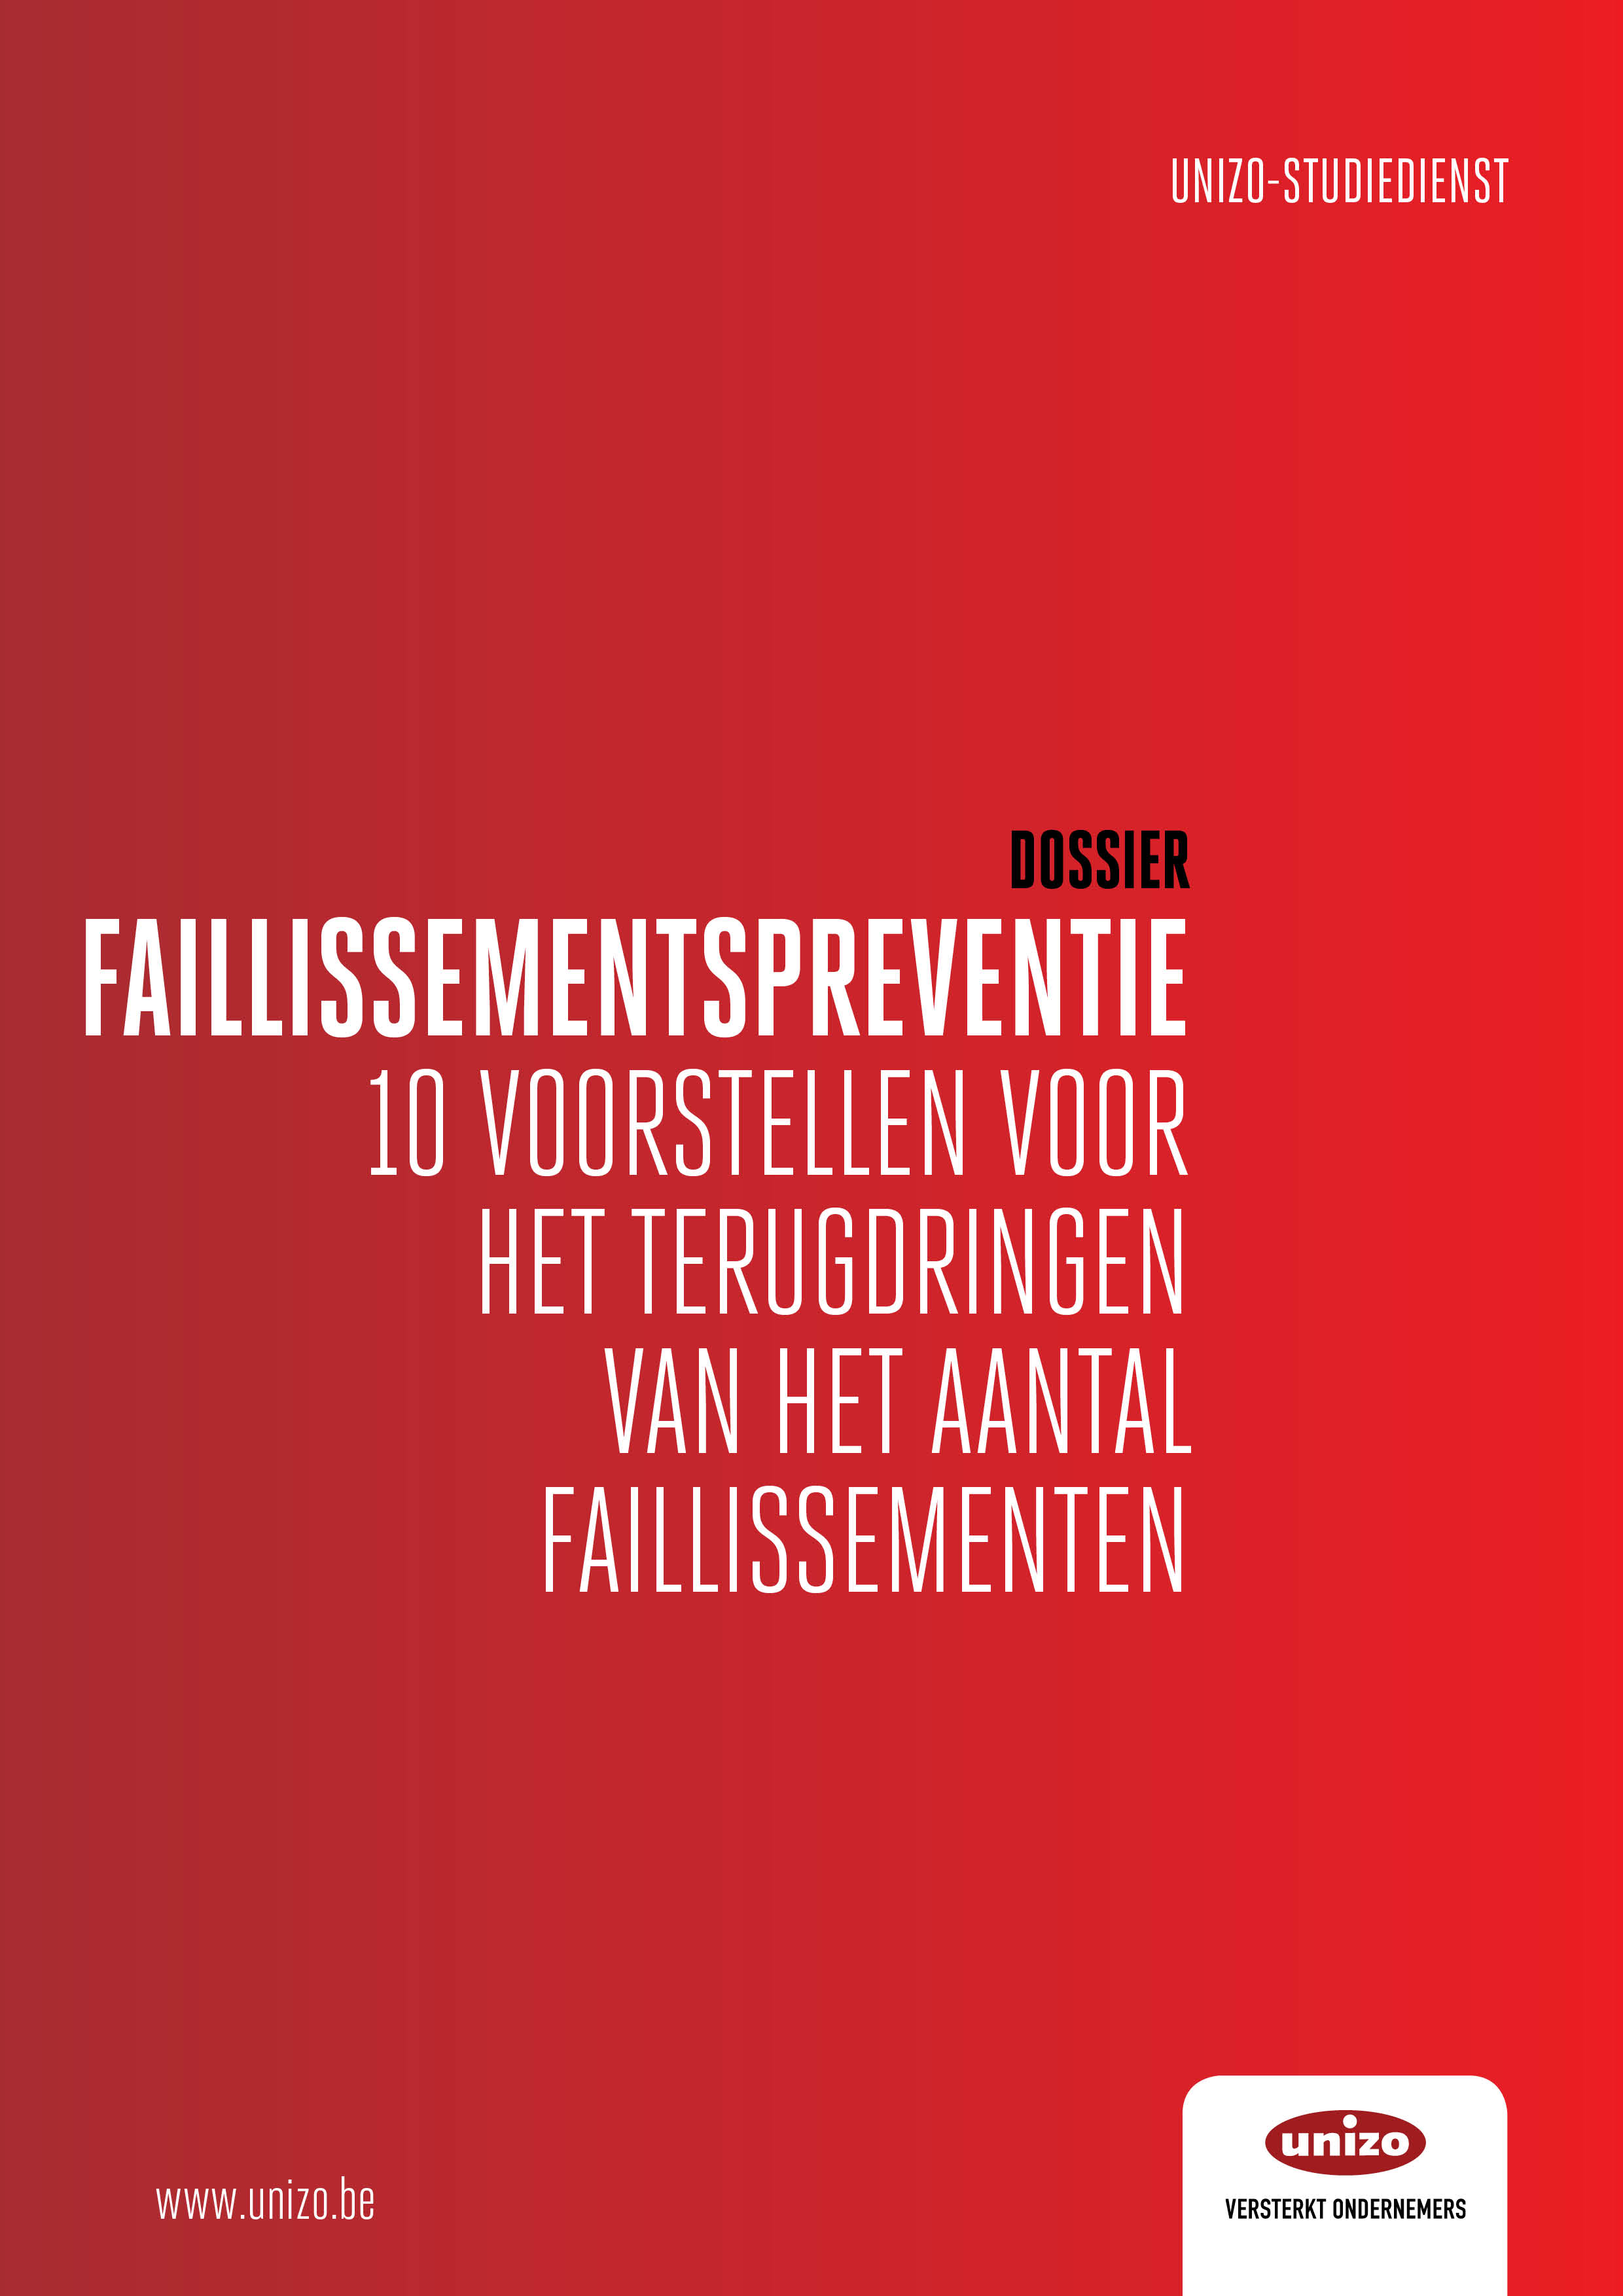 UNIZO-STUDIEDIENST
DOSSIER
FAILLISSEMENTSPREVENTIE
10 VOORSTELLEN VOOR
HET TERUGDRINGEN
VAN HET AANTAL
FAILLISSEMENTEN
www.unizo.be
unizo
VERSTERKT ONDERNEMERS